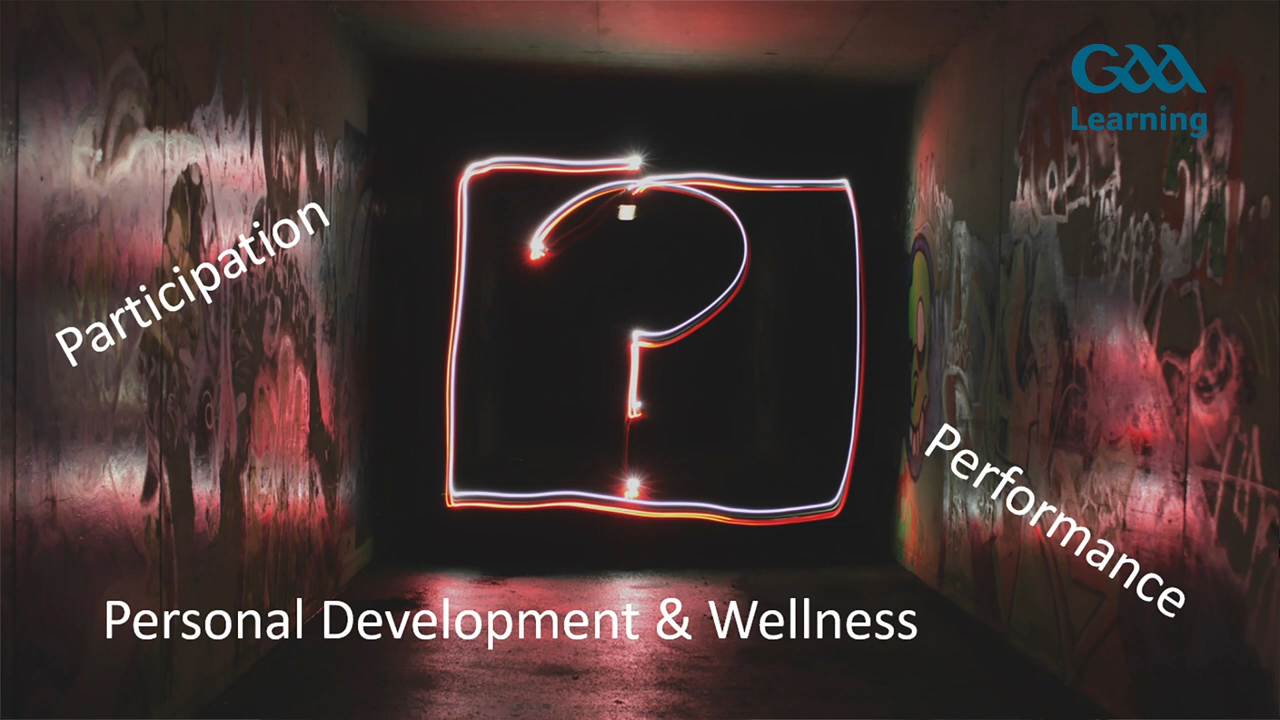 GAA
Learning
Participation
?
Performance
Personal Development & Wellness